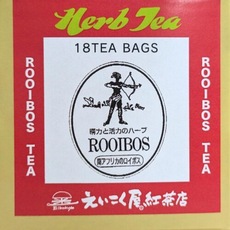 Herb Tea
18TEA BAGS
ROOIBOS TEA
精力と活力のハーブ
ROOIBOS
南アフリカのロイボス
ROOIBOS TEA
えいこく屋紅茶店